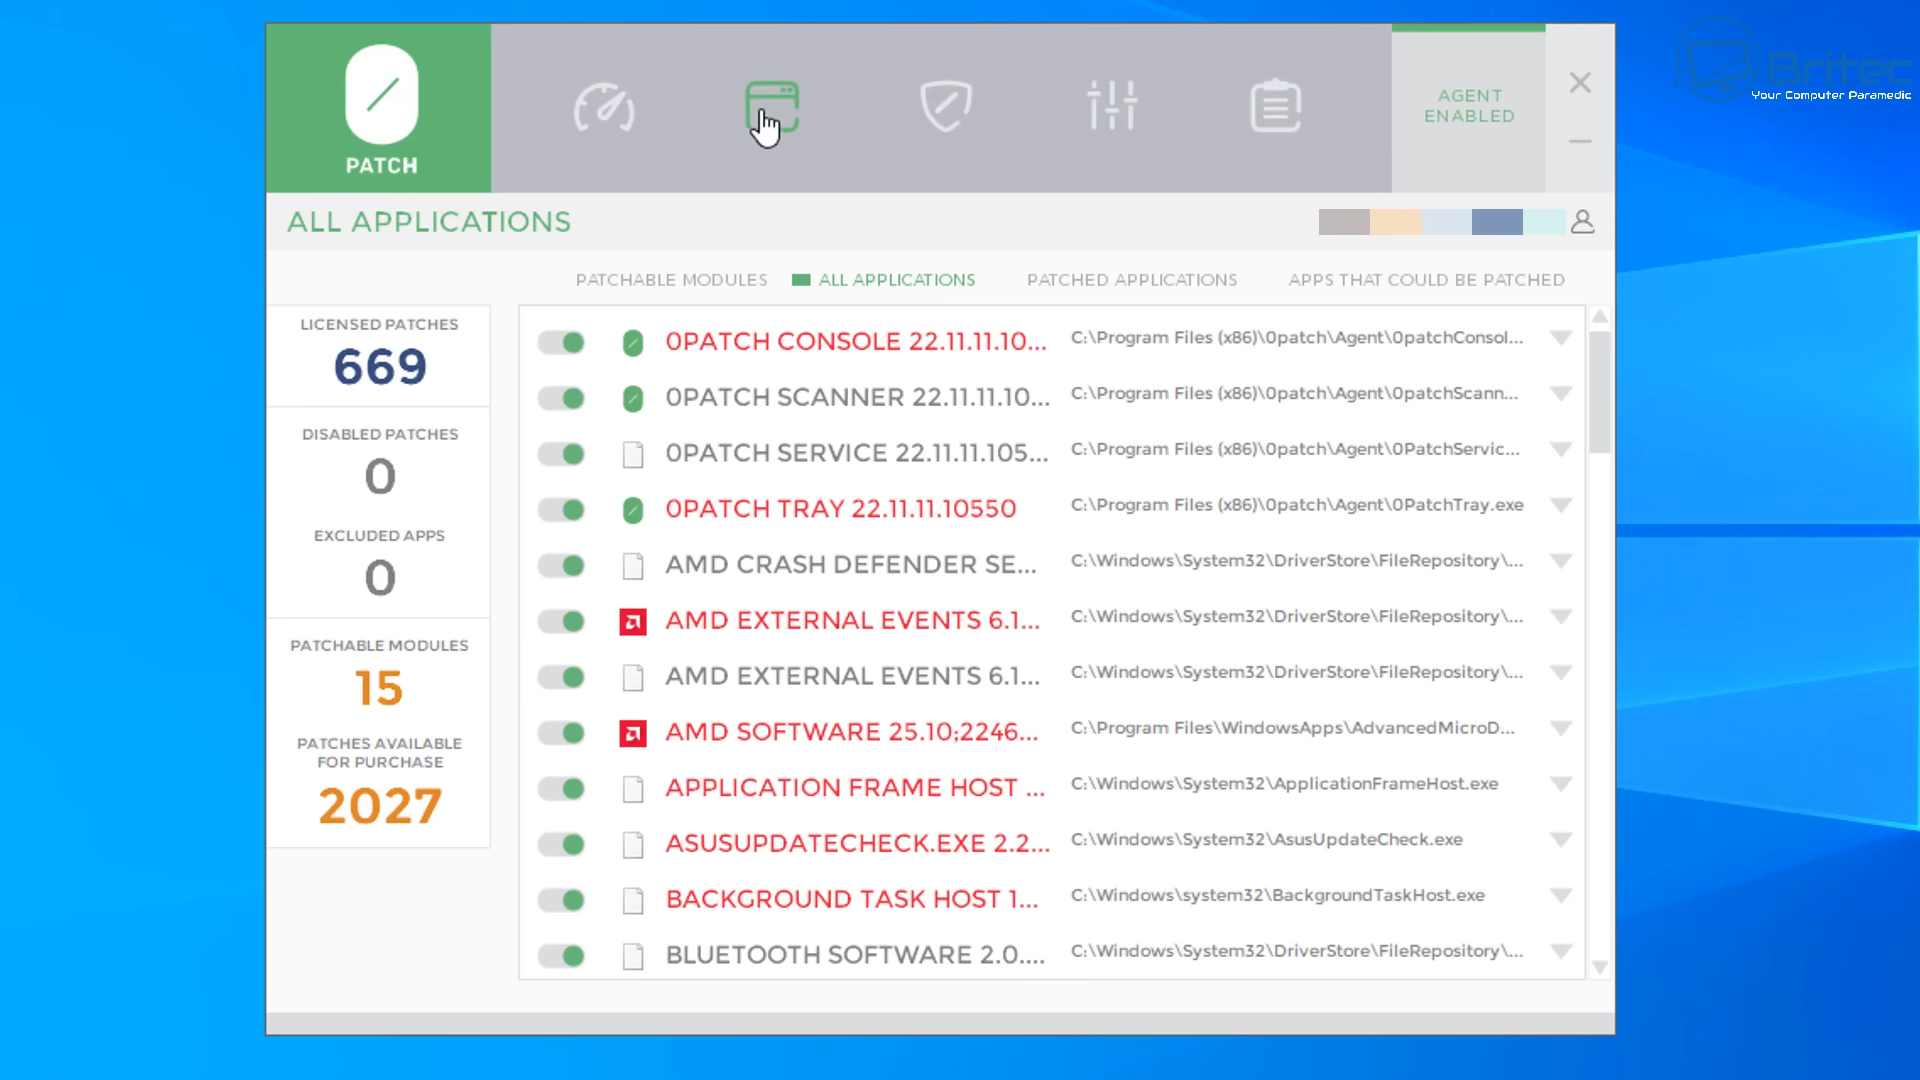 PATCH
AGENT
ENABLED
Britec
Your Computer Paramedic
ALL APPLICATIONS
PATCHABLE MODULES
ALL APPLICATIONS
PATCHED APPLICATIONS
APPS THAT COULD BE PATCHED
LICENSED PATCHES
669
DISABLED PATCHES
0
EXCLUDED APPS
0
PATCHABLE MODULES
15
PATCHES AVAILABLE
FOR PURCHASE
2027
0PATCH CONSOLE 22.11.11.10... C:\Program Files (x86)\0patch\Agent\0patchConsol...
0PATCH SCANNER 22.11.11.10... C:\Program Files (x86)\0patch\Agent\0patchScann...
0PATCH SERVICE 22.11.11.105... C:\Program Files (x86)\0patch\Agent\0PatchServic...
0PATCH TRAY 22.11.11.10550 C:\Program Files (x86)\0patch\Agent\0PatchTray.exe
AMD CRASH DEFENDER SE... C:\Windows\System32\DriverStore\FileRepository\...
AMD EXTERNAL EVENTS 6.1... C:\Windows\System32\DriverStore\FileRepository\...
AMD EXTERNAL EVENTS 6.1... C:\Windows\System32\DriverStore\FileRepository\...
AMD SOFTWARE 25.10;2246... C:\Program Files\WindowsApps\AdvancedMicroD...
APPLICATION FRAME HOST ... C:\Windows\System32\ApplicationFrameHost.exe
ASUSUPDATECHECK.EXE 2.2... C:\Windows\System32\AsusUpdateCheck.exe
BACKGROUND TASK HOST 1... C:\Windows\system32\BackgroundTaskHost.exe
BLUETOOTH SOFTWARE 2.0.... C:\Windows\System32\DriverStore\FileRepository\...